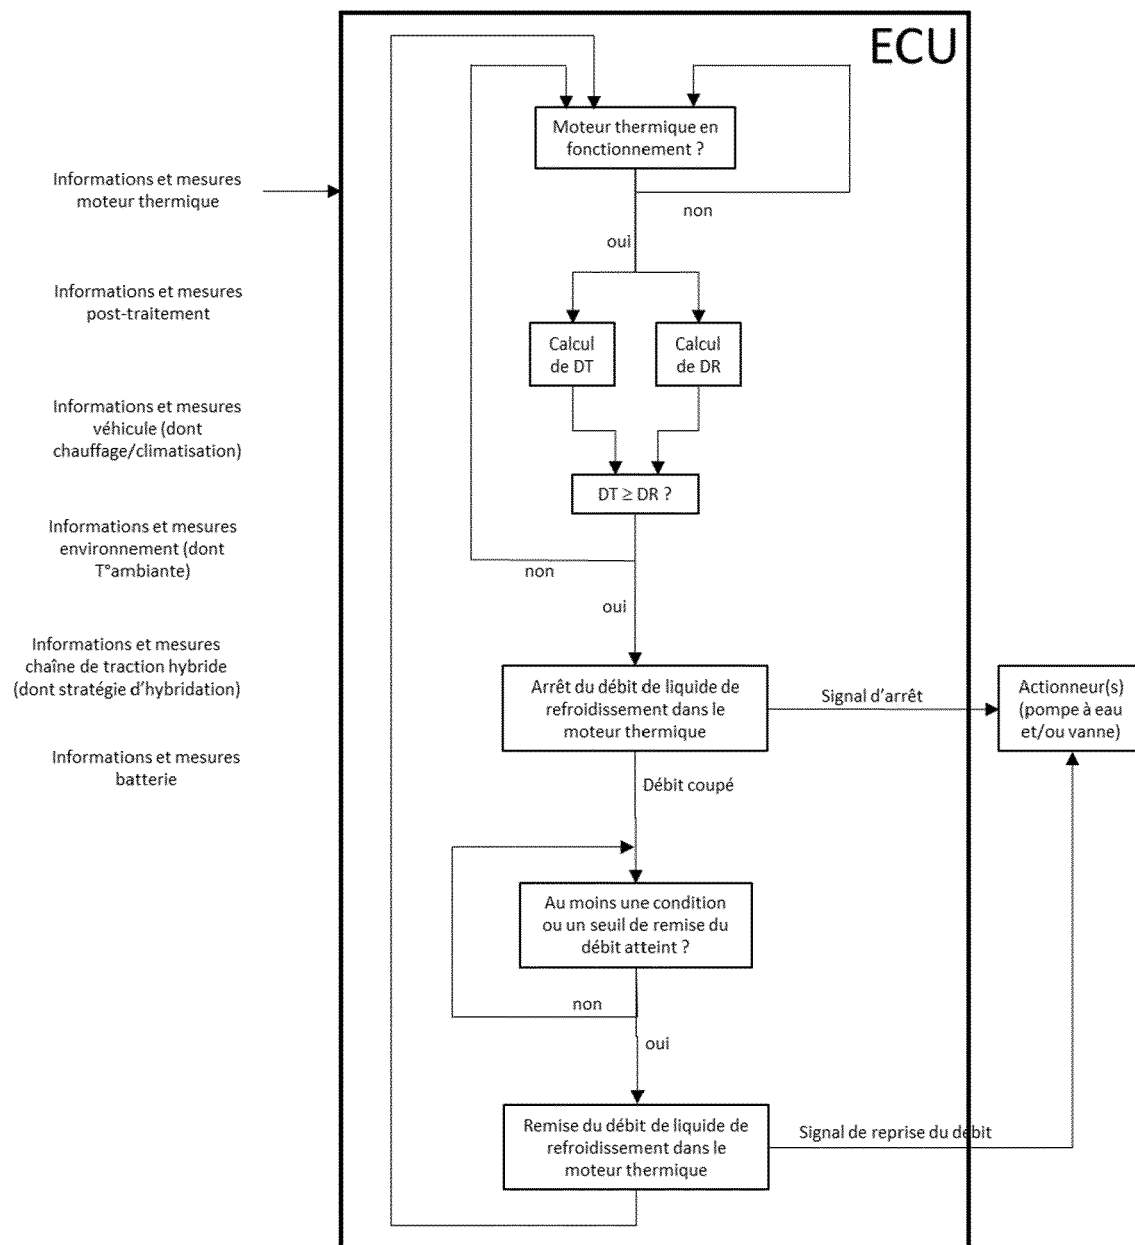 ECU
Moteur thermique en
fonctionnement ?
non
oui
Calcul
de DT
Calcul
de DR
DT ≥ DR ?
non
oui
Arrêt du débit de liquide de
refroidissement dans le
moteur thermique
Signal d'arrêt
Actionneur(s)
(pompe à eau
et/ou vanne)
Débit coupé
Au moins une condition
ou un seuil de remise du
débit atteint ?
non
oui
Remise du débit de liquide de
refroidissement dans le
moteur thermique
Signal de reprise du débit
Informations et mesures
moteur thermique
Informations et mesures
post-traitement
Informations et mesures
véhicule (dont
chauffage/climatisation)
Informations et mesures
environnement (dont
T°ambiante)
Informations et mesures
chaîne de traction hybride
(dont stratégie d'hybridation)
Informations et mesures
batterie